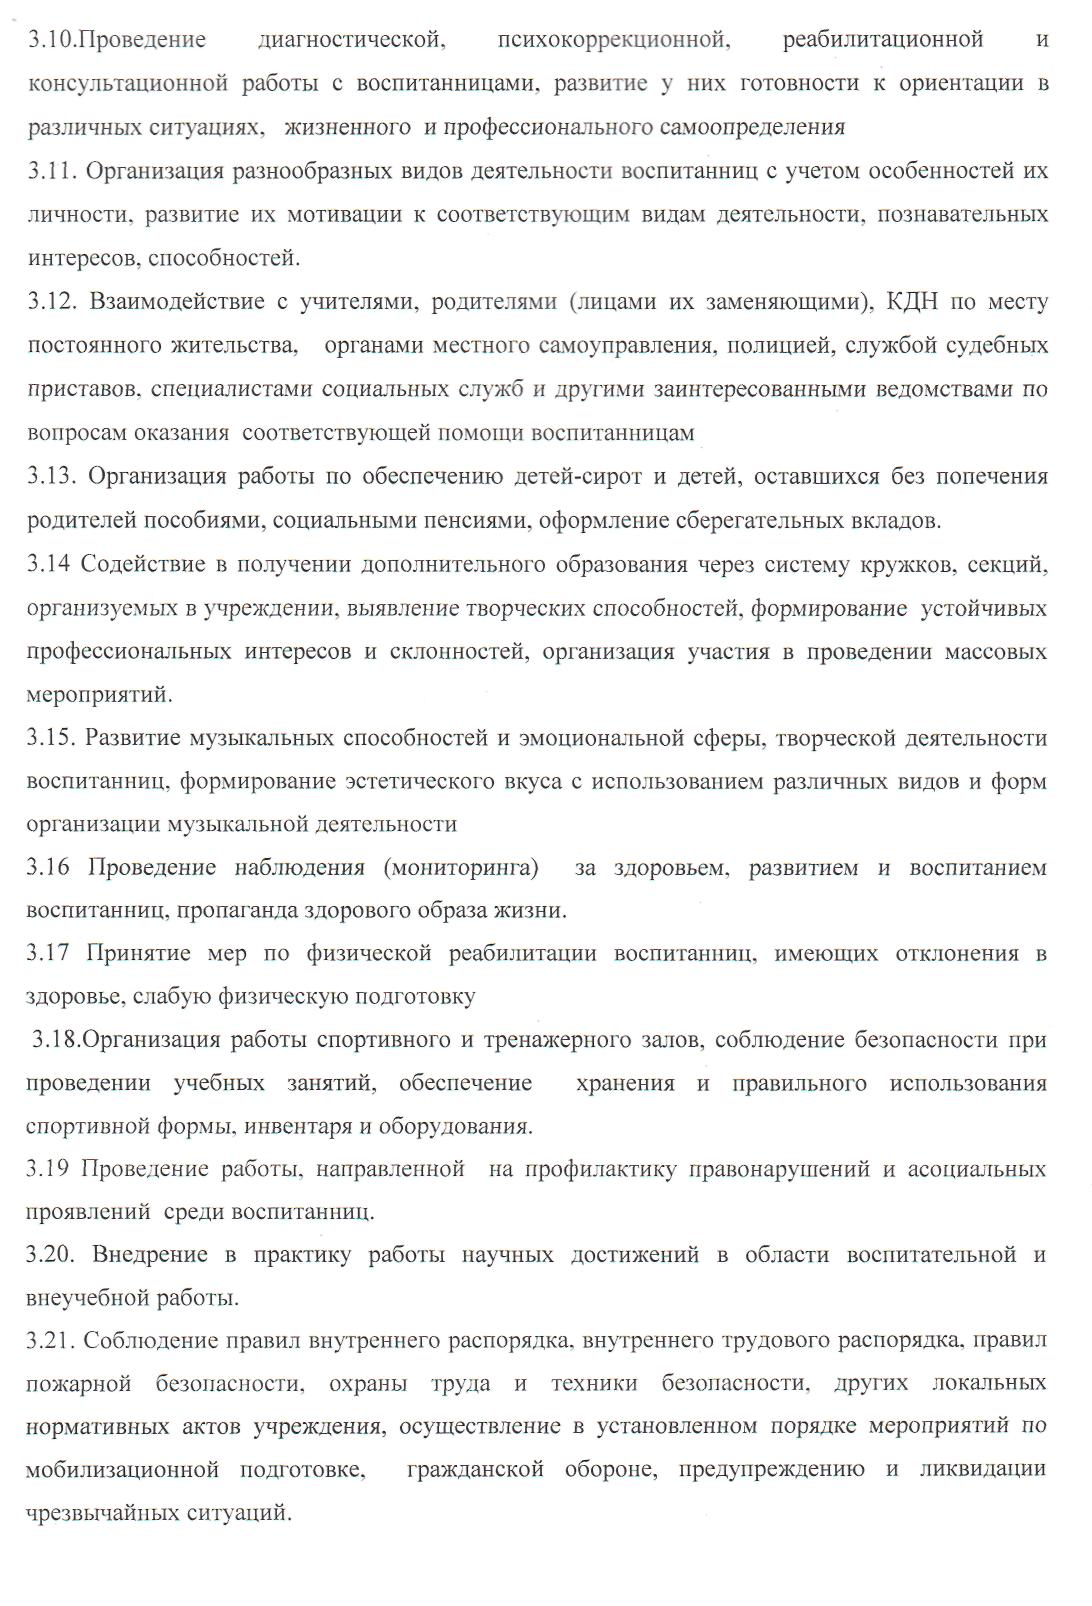 3.10.Проведение диагностической, психокоррекционной, реабилитационной и
консультационной работы с воспитанницами, развитие у них готовности к ориентации в
различных ситуациях, жизненного и профессионального самоопределения
3.11. Организация разнообразных видов деятельности воспитанниц с учетом особенностей их
личности, развитие их мотивации к соответствующим видам деятельности, познавательных
интересов, способностей.
3.12. Взаимодействие с учителями, родителями (лицами их заменяющими), КДН по месту
постоянного жительства, органами местного самоуправления, полицией, службой судебных
приставов, специалистами социальных служб и другими заинтересованными ведомствами по
вопросам оказания соответствующей помощи воспитанницам
3.13. Организация работы по обеспечению детей-сирот и детей, оставшихся без попечения
родителей пособиями, социальными пенсиями, оформление сберегательных вкладов.
3.14 Содействие в получении дополнительного образования через систему кружков, секций,
организуемых в учреждении, выявление творческих способностей, формирование устойчивых
профессиональных интересов и склонностей, организация участия в проведении массовых
мероприятий.
3.15. Развитие музыкальных способностей и эмоциональной сферы, творческой деятельности
воспитанниц, формирование эстетического вкуса с использованием различных видов и форм
организации музыкальной деятельности
3.16 Проведение наблюдения (мониторинга) за здоровьем, развитием и воспитанием
воспитанниц, пропаганда здорового образа жизни.
3.17 Принятие мер по физической реабилитации воспитанниц, имеющих отклонения в
здоровье, слабую физическую подготовку
3.18.Организация работы спортивного и тренажерного залов, соблюдение безопасности при
проведении учебных занятий, обеспечение хранения и правильного использования
спортивной формы, инвентаря и оборудования.
3.19 Проведение работы, направленной на профилактику правонарушений и асоциальных
проявлений среди воспитанниц.
3.20. Внедрение в практику работы научных достижений в области воспитательной и
внеучебной работы.
3.21. Соблюдение правил внутреннего распорядка, внутреннего трудового распорядка, правил
пожарной безопасности, охраны труда и техники безопасности, других локальных
нормативных актов учреждения, осуществление в установленном порядке мероприятий по
мобилизационной подготовке, гражданской обороне, предупреждению и ликвидации
чрезвычайных ситуаций.